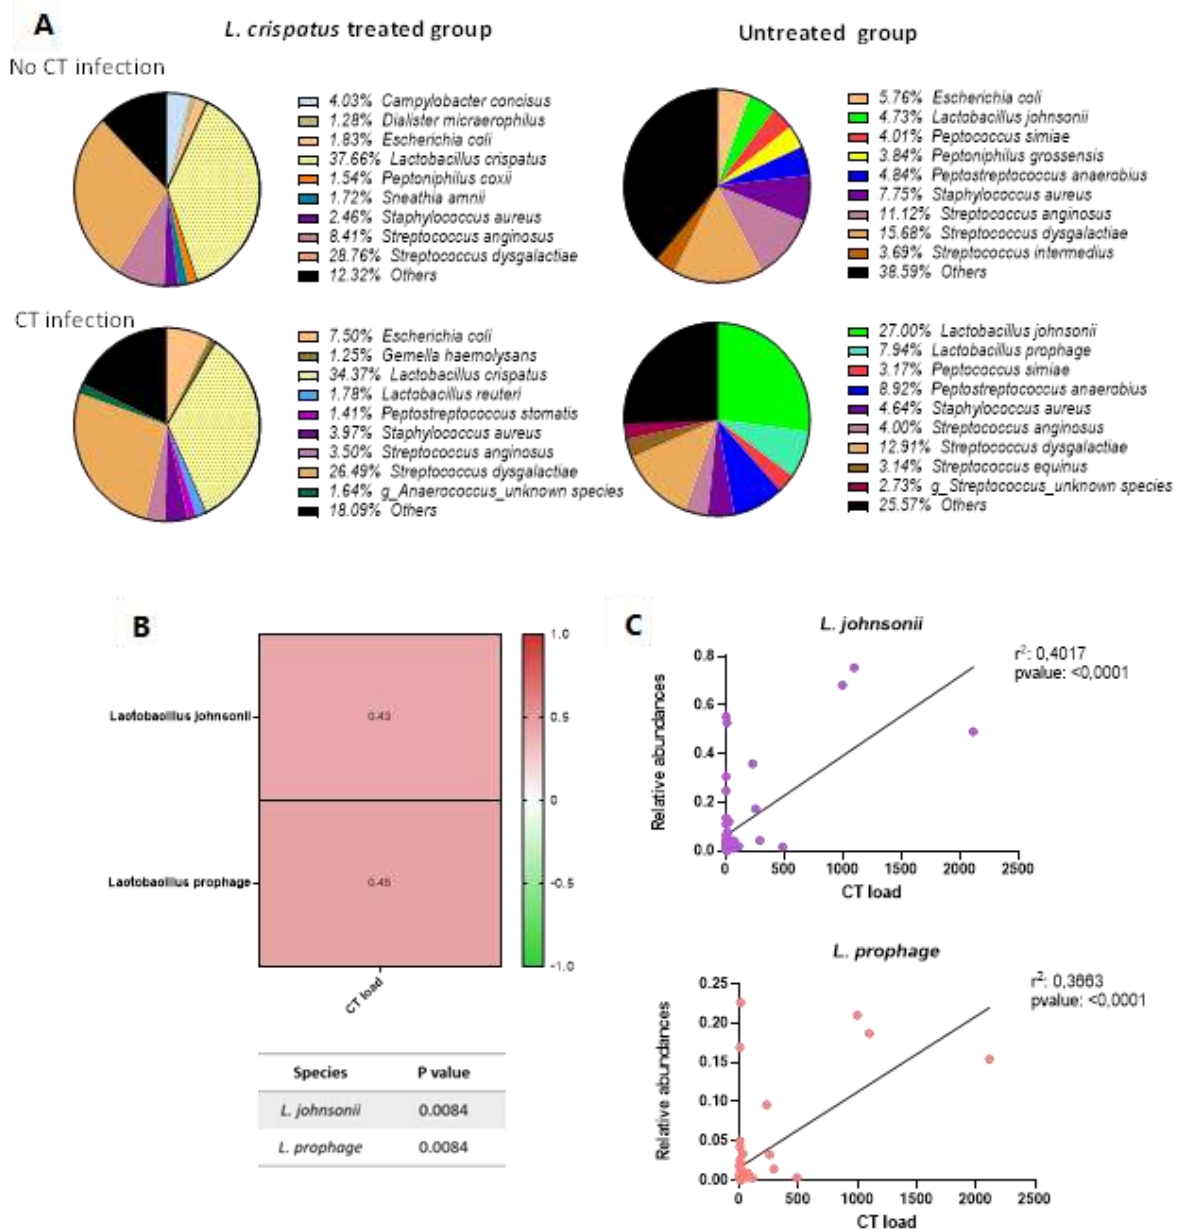 A
L. crispatus treated group
Untreated group
No CT infection
4.03% Campylobacter concisus
1.28% Dialister micraerophilus
1.83% Escherichia coli
37.66% Lactobacillus crispatus
1.54% Peptoniphilus coxii
1.72% Sneathia amnii
2.46% Staphylococcus aureus
8.41% Streptococcus anginosus
28.76% Streptococcus dysgalactiae
12.32% Others
5.76% Escherichia coli
4.73% Lactobacillus johnsonii
4.01% Peptococcus simiae
3.84% Peptoniphilus grossensis
4.84% Peptostreptococcus anaerobius
7.75% Staphylococcus aureus
11.12% Streptococcus anginosus
15.68% Streptococcus dysgalactiae
3.69% Streptococcus intermedius
38.59% Others
CT infection
7.50% Escherichia coli
1.25% Gemella haemolysans
34.37% Lactobacillus crispatus
1.78% Lactobacillus reuteri
1.41% Peptostreptococcus stomatis
3.97% Staphylococcus aureus
3.50% Streptococcus anginosus
26.49% Streptococcus dysgalactiae
1.64% g_Anaerococcus_unknown species
18.09% Others
27.00% Lactobacillus johnsonii
7.94% Lactobacillus prophage
3.17% Peptococcus simiae
8.92% Peptostreptococcus anaerobius
4.64% Staphylococcus aureus
4.00% Streptococcus anginosus
12.91% Streptococcus dysgalactiae
3.14% Streptococcus equinus
2.73% g_Streptococcus_unknown species
25.57% Others
B
Lactobacillus johnsonii
0.43
Lactobacillus prophage
0.45
CT load
1.0
0.5
0
-0.5
-1.0
Species P value
L. johnsonii 0.0084
L. prophage 0.0084
C
L. johnsonii
r²: 0,4017
pvalue: <0,0001
Relative abundances
0.8
0.6
0.4
0.2
0.0
0 500 1000 1500 2000 2500
CT load
L. prophage
r²: 0,3663
pvalue: <0,0001
Relative abundances
0.25
0.20
0.15
0.10
0.05
0.00
0 500 1000 1500 2000 2500
CT load